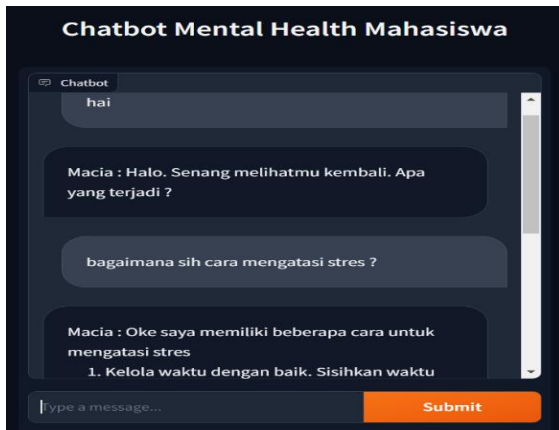 Chatbot Mental Health Mahasiswa
Chatbot
hai
Macia : Halo. Senang melihatmu kembali. Apa
yang terjadi ?
bagaimana sih cara mengatasi stres ?
Macia : Oke saya memiliki beberapa cara untuk
mengatasi stres
1. Kelola waktu dengan baik. Sisihkan waktu
Type a message...
Submit